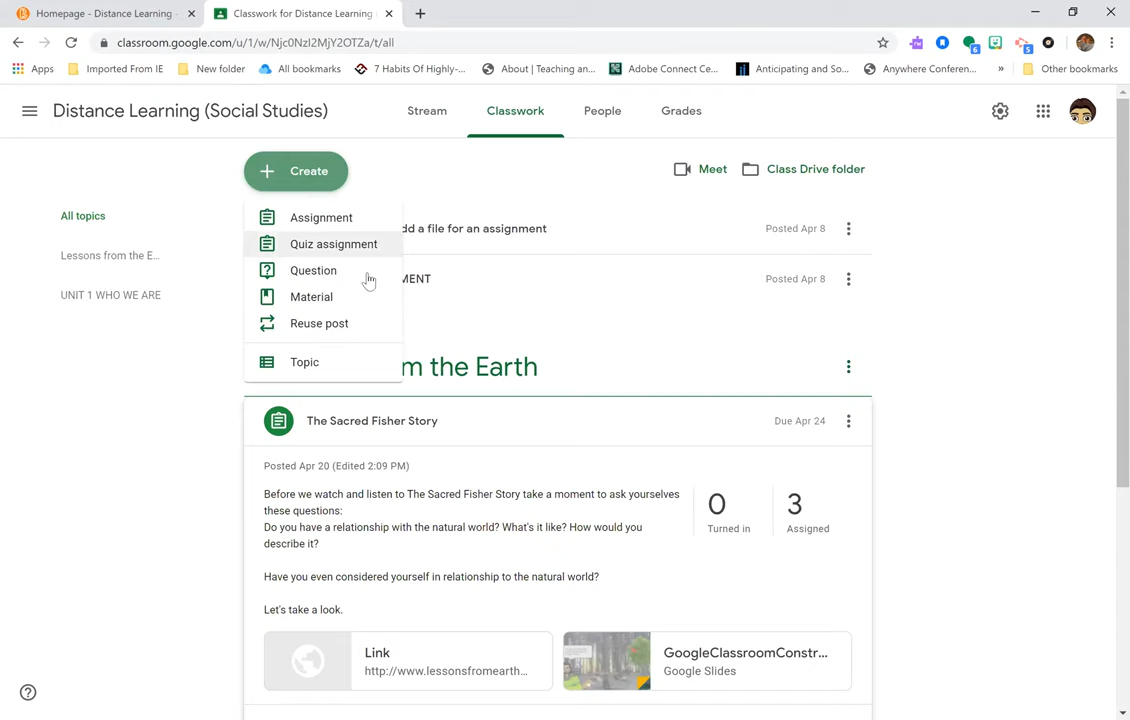 Homepage - Distance Learning -
Classwork for Distance Learning
classroom.google.com/u/1/w/Njc0NzI2MjY2OTZa/t/all
Apps
Imported From IE
New folder
All bookmarks
7 Habits Of Highly-...
About | Teaching an...
Adobe Connect Ce...
Anticipating and So...
Anywhere Conferen...
»
Other bookmarks
Distance Learning (Social Studies)
Stream
Classwork
People
Grades
Create
Meet
Class Drive folder
All topics
Lessons from the E...
UNIT 1 WHO WE ARE
Assignment
Quiz assignment
Question
Material
Reuse post
Topic
dd a file for an assignment
Posted Apr 8
MENT
Posted Apr 8
m the Earth
The Sacred Fisher Story
Due Apr 24
Posted Apr 20 (Edited 2:09 PM)
Before we watch and listen to The Sacred Fisher Story take a moment to ask yourselves
these questions:
Do you have a relationship with the natural world? What's it like? How would you
describe it?
Have you even considered yourself in relationship to the natural world?
Let's take a look.
0
Turned in
3
Assigned
Link
http://www.lessonsfromearth...
GoogleClassroomConstr...
Google Slides